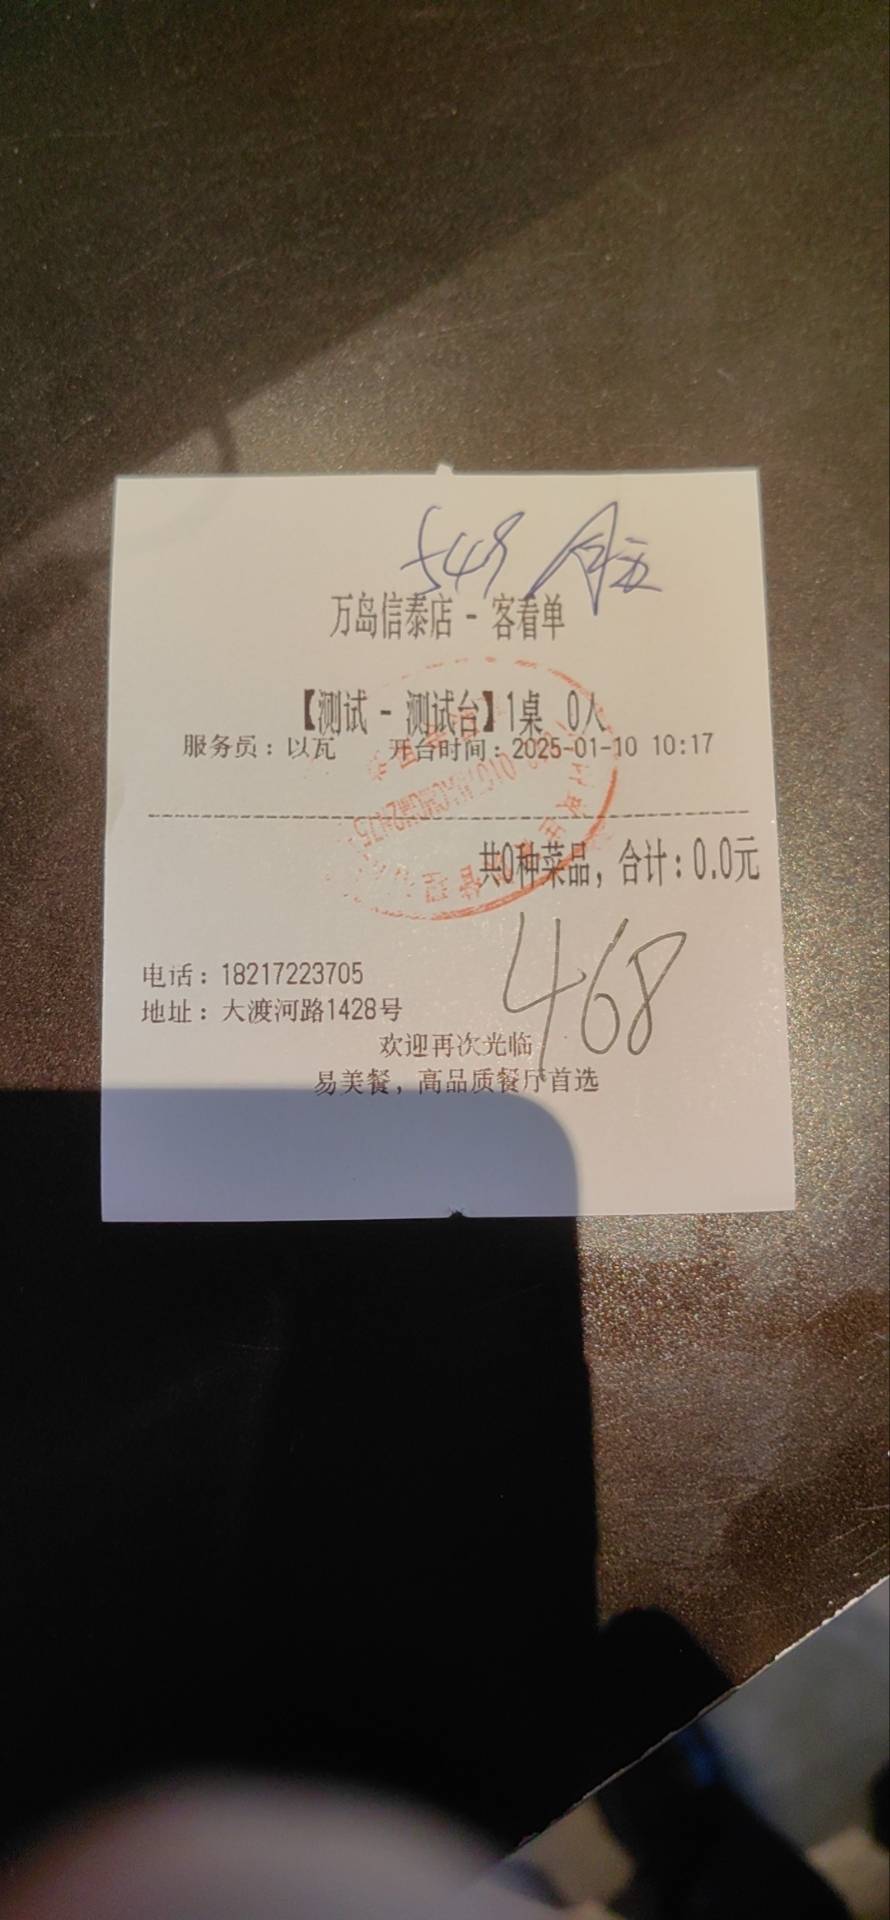 549
万岛信泰店 - 客看单
【测试 - 测试台】1桌 0人
服务员：以瓦 开台时间：2025-01-10 10:17
共0种菜品，合计：0.0元
468
电话：18217223705
地址：大渡河路1428号
欢迎再次光临
易美餐，高品质餐厅首选